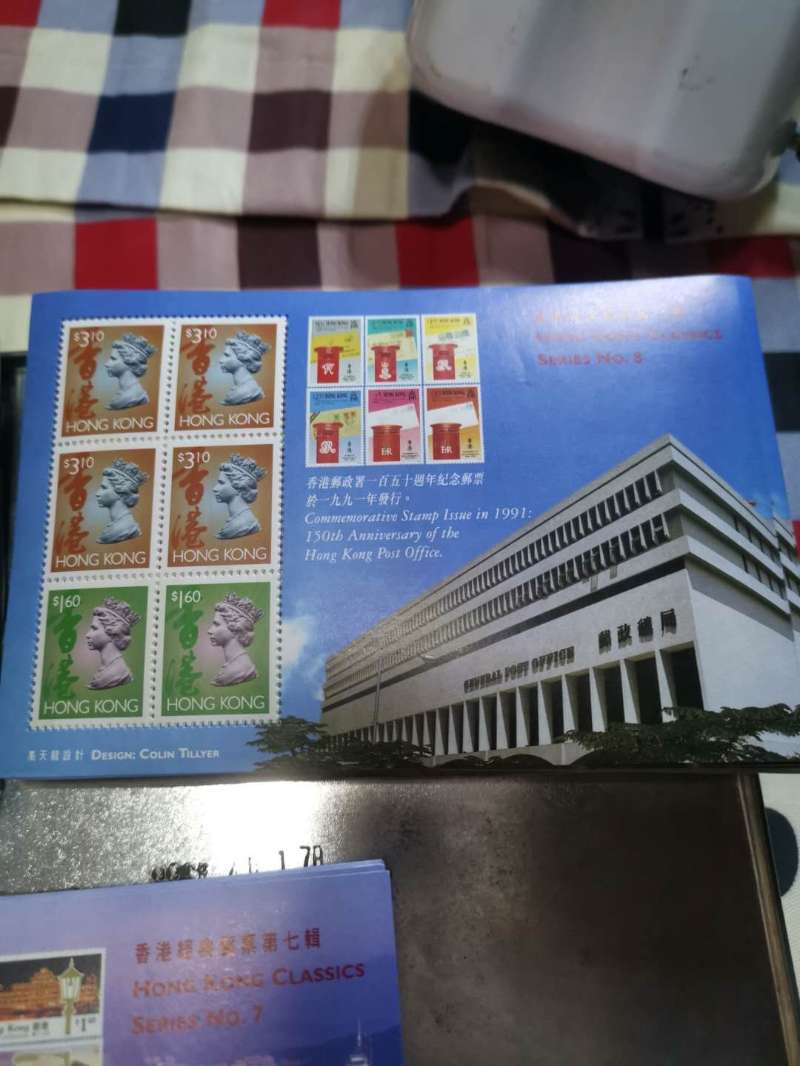 $3.10
香港
HONG KONG
$3.10
香港
HONG KONG
$3.10
香港
HONG KONG
$3.10
香港
HONG KONG
$1.60
香港
HONG KONG
$1.60
香港
HONG KONG
HONG KONG CLASSICS
SERIES NO. 8
香港郵政署一百五十週年紀念郵票
於一九九一年發行。
Commemorative Stamp Issue in 1991:
150th Anniversary of the
Hong Kong Post Office.
GENERAL POST OFFICE 郵政總局
高天龍設計 DESIGN: COLIN TILLYER
香港經典郵票第七輯
HONG KONG CLASSICS
SERIES NO. 7